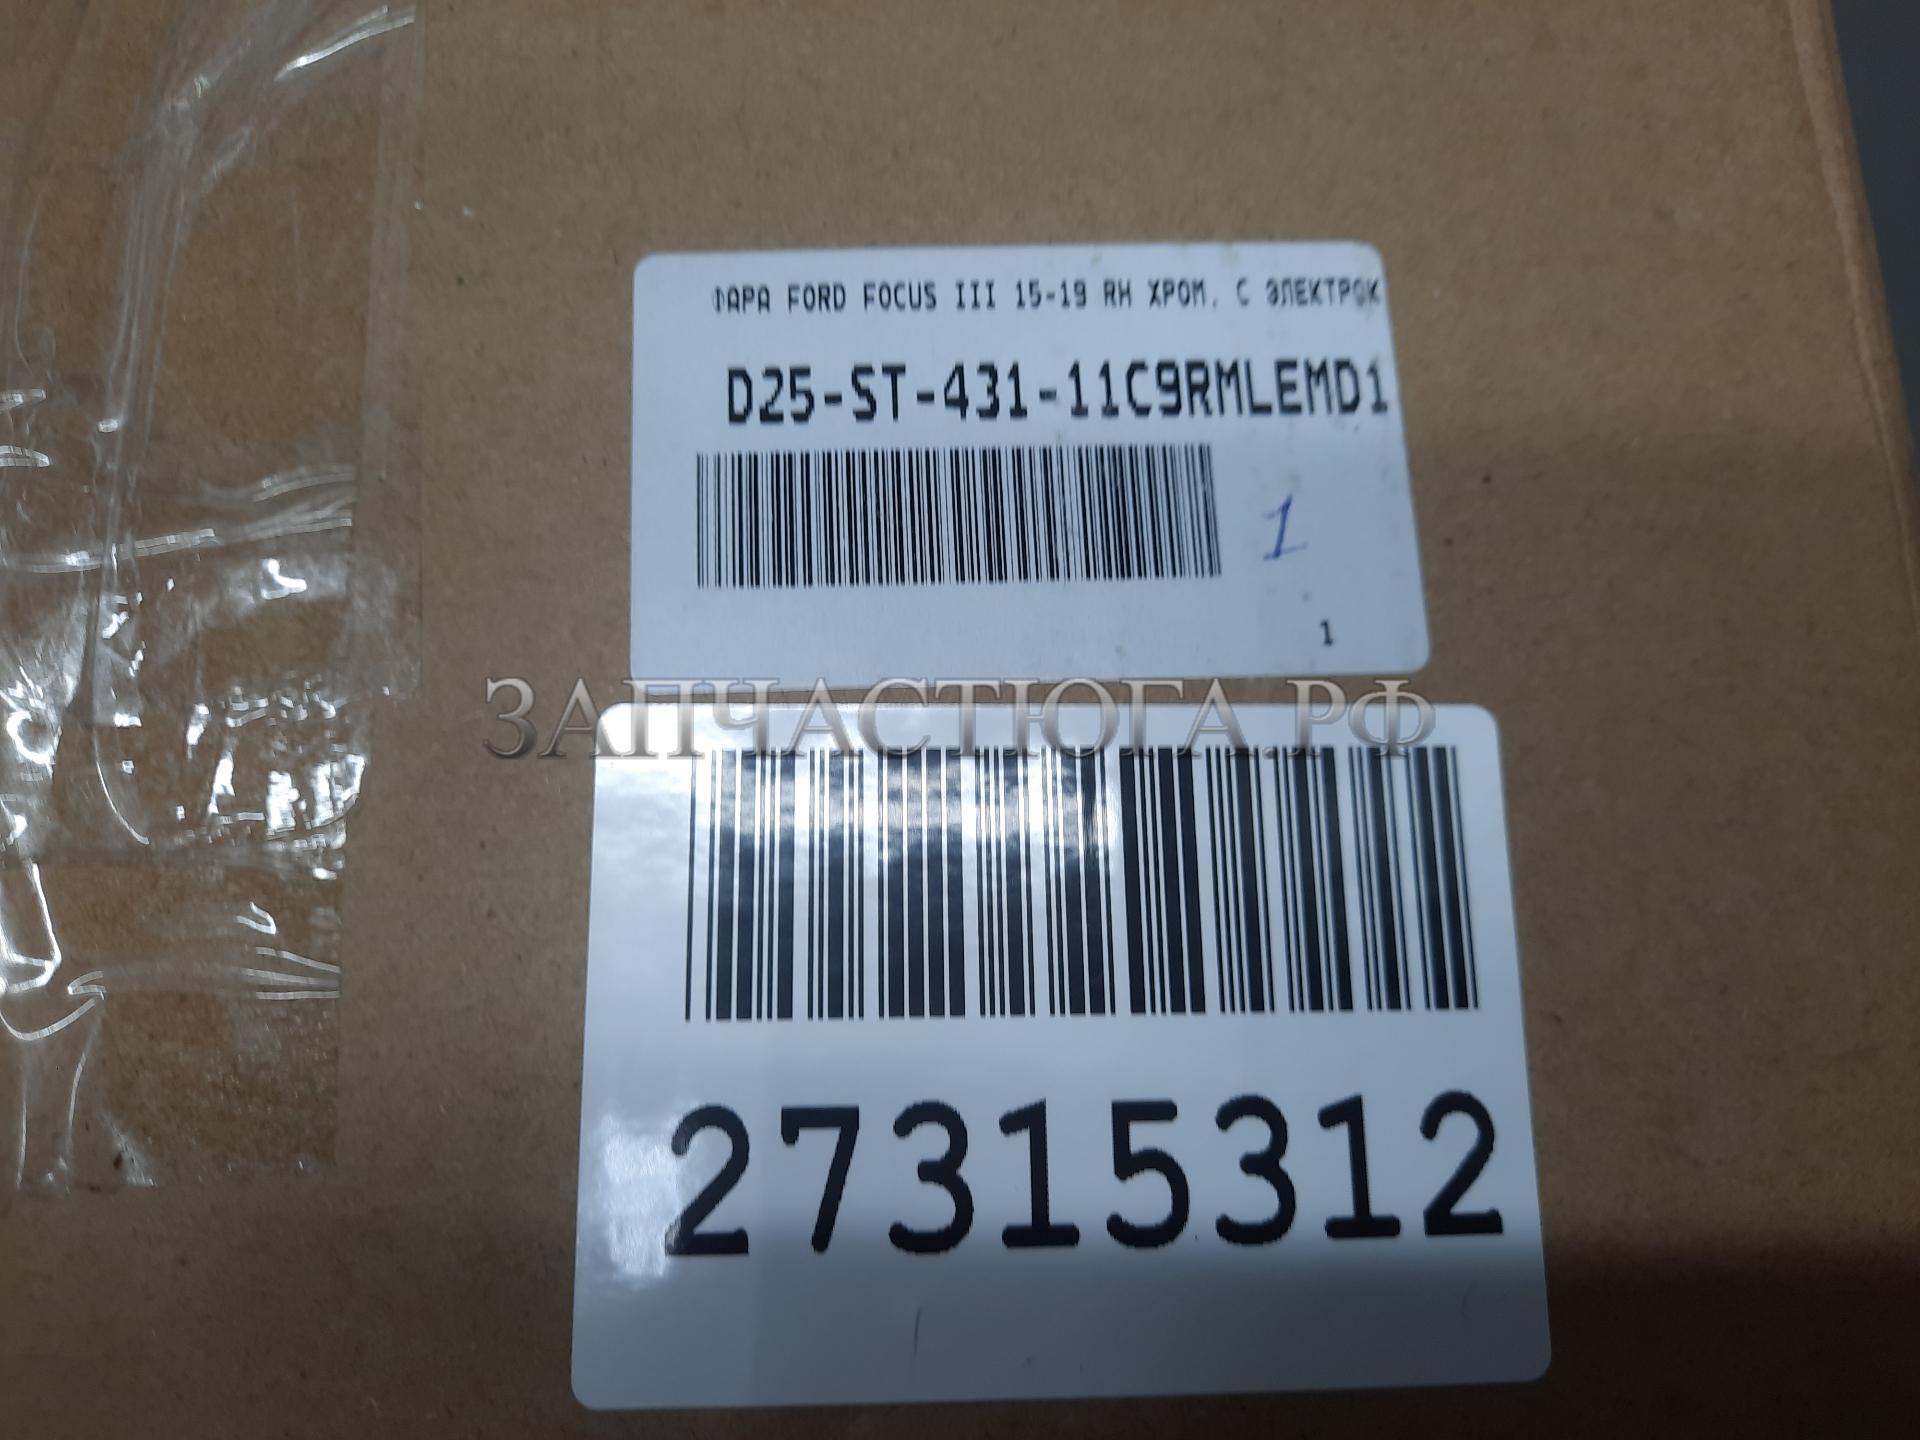 ФАРА FORD FOCUS III 15-19 RH ХРОМ, С ЭЛЕКТРОК
D25-ST-431-11C9RMLEMD1
1
1
ЗАПЧАСТЮГА.РФ
27315312